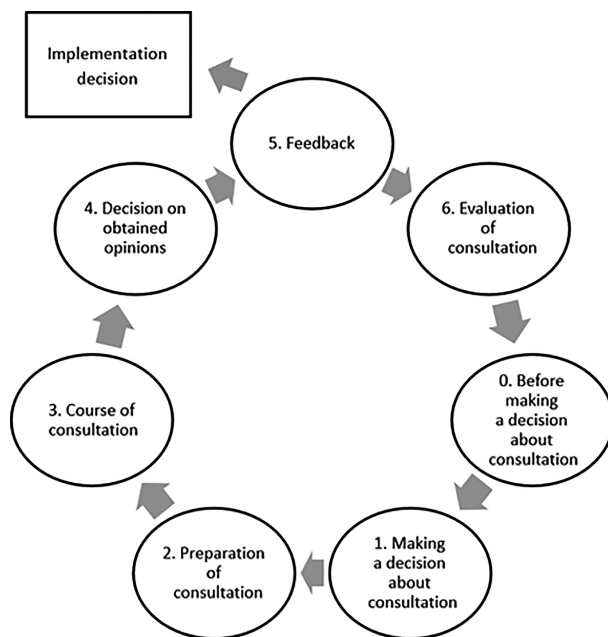 Implementation
decision
5. Feedback
4. Decision on
obtained
opinions
6. Evaluation
of
consultation
3. Course of
consultation
0. Before
making
a decision
about
consultation
2. Preparation
of
consultation
1. Making
a decision
about
consultation